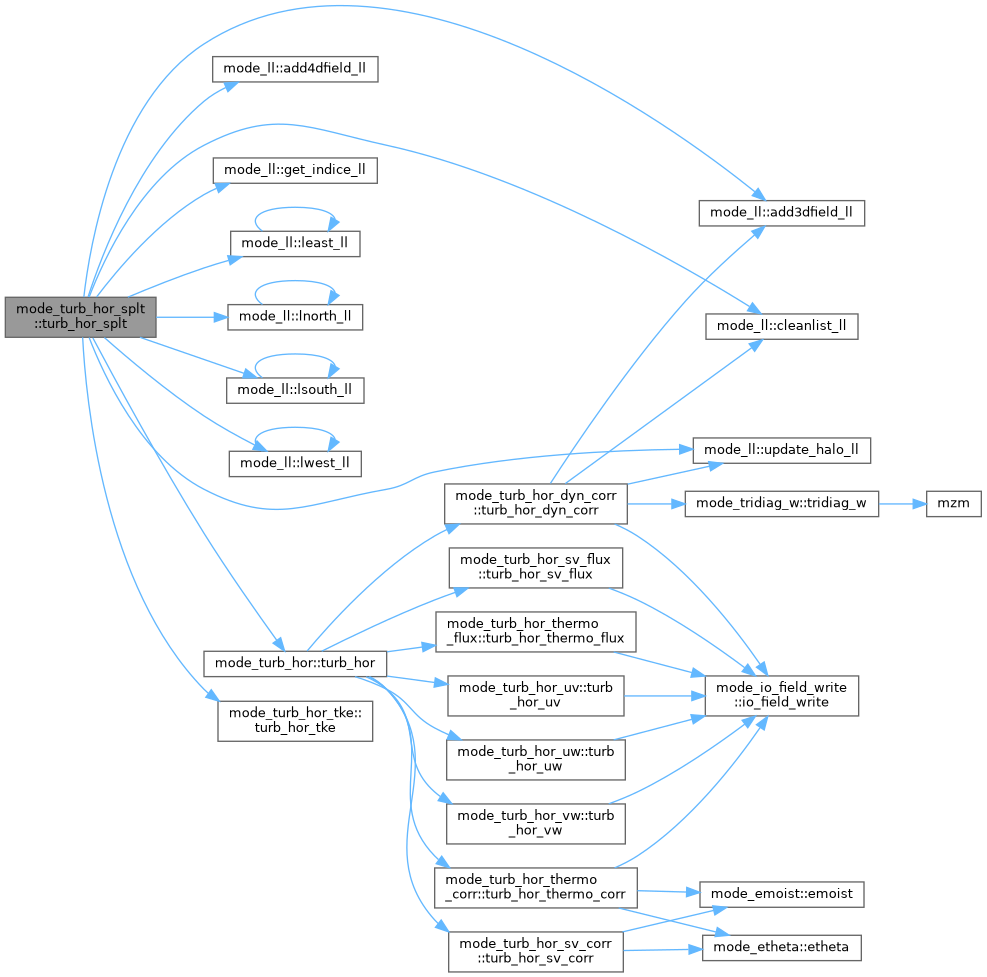 mode_turb_hor_splt
::turb_hor_splt
mode_ll::add4dfield_ll
mode_ll::get_indice_ll
mode_ll::least_ll
mode_ll::lnorth_ll
mode_ll::lsouth_ll
mode_ll::lwest_ll
mode_turb_hor::turb_hor
mode_turb_hor_tke::
turb_hor_tke
mode_turb_hor_dyn_corr
::turb_hor_dyn_corr
mode_turb_hor_sv_flux
::turb_hor_sv_flux
mode_turb_hor_thermo
_flux::turb_hor_thermo_flux
mode_turb_hor_uv::turb
_hor_uv
mode_turb_hor_uw::turb
_hor_uw
mode_turb_hor_vw::turb
_hor_vw
mode_turb_hor_thermo
_corr::turb_hor_thermo_corr
mode_turb_hor_sv_corr
::turb_hor_sv_corr
mode_ll::add3dfield_ll
mode_ll::cleanlist_ll
mode_ll::update_halo_ll
mode_tridiag_w::tridiag_w
mzm
mode_io_field_write
::io_field_write
mode_emoist::emoist
mode_etheta::etheta